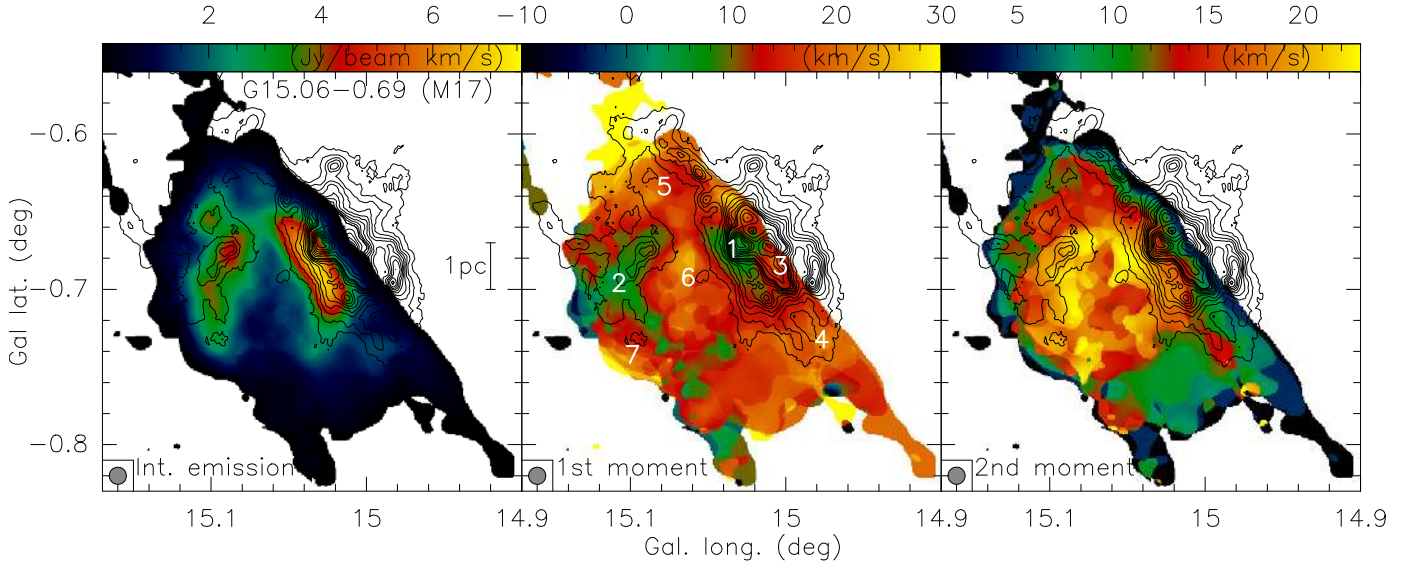 2 4 6 −10 0 10 20 30 5 10 15 20
(Jy/beam km/s) (km/s) (km/s)
G15.06−0.69 (M17)
−0.6
−0.7
−0.8
Gal lat. (deg)
1pc
5
1
3
2
6
4
7
Int. emission 1st moment 2nd moment
15.1 15 15.1 15 14.9 15.1 15 14.9
Gal. long. (deg)